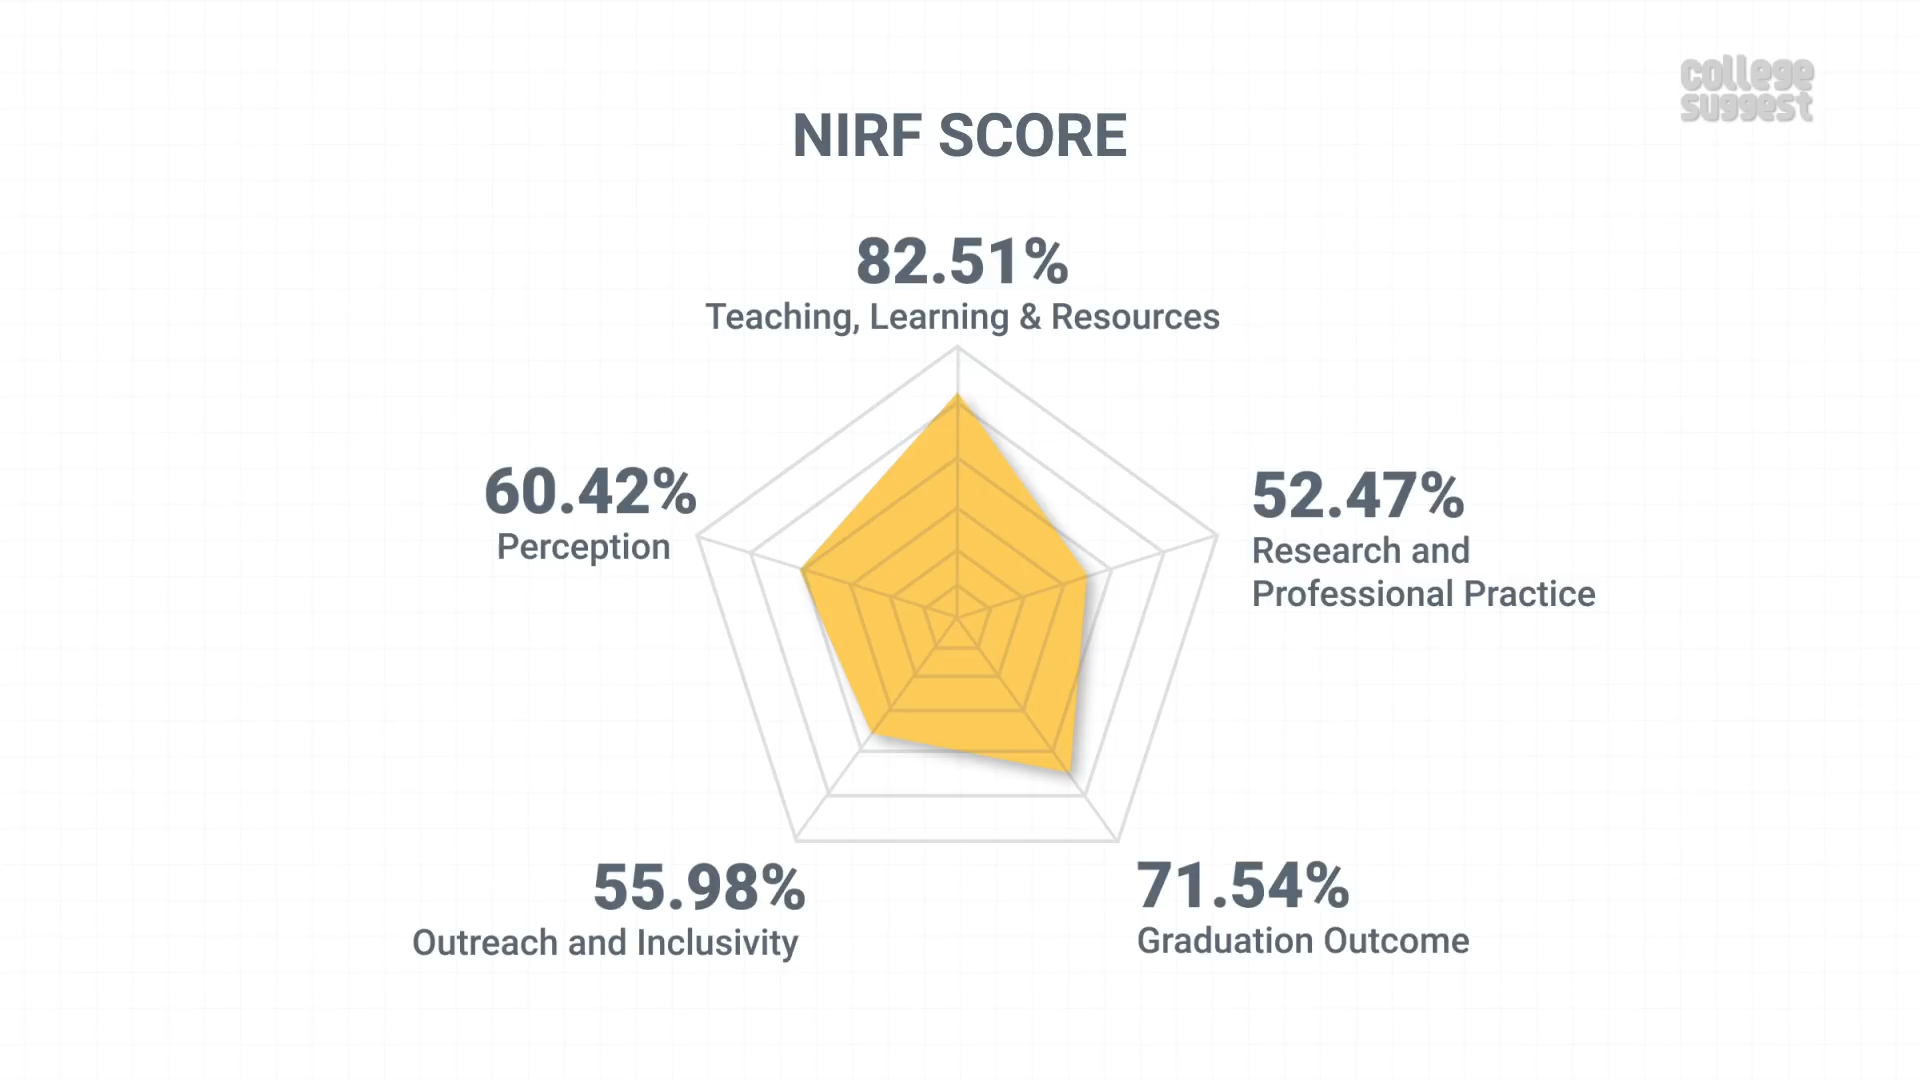 college
suggest
NIRF SCORE
82.51%
Teaching, Learning & Resources
60.42%
Perception
52.47%
Research and
Professional Practice
55.98%
Outreach and Inclusivity
71.54%
Graduation Outcome